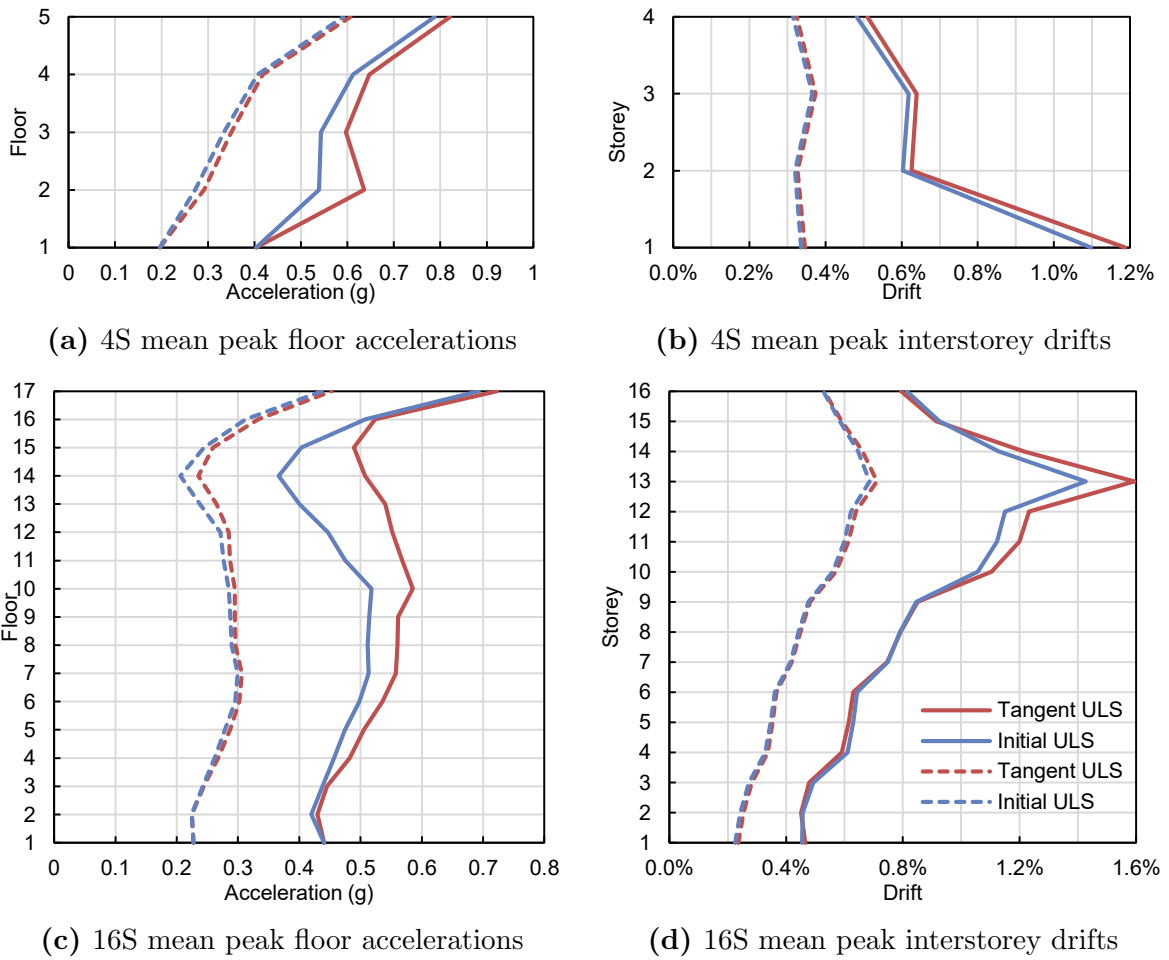 5
4
3
2
1
Floor
0 0.1 0.2 0.3 0.4 0.5 0.6 0.7 0.8 0.9 1
Acceleration (g)
(a) 4S mean peak floor accelerations
4
3
2
1
Storey
0.0% 0.2% 0.4% 0.6% 0.8% 1.0% 1.2%
Drift
(b) 4S mean peak interstorey drifts
17
16
15
14
13
12
11
10
9
8
7
6
5
4
3
2
1
Floor
0 0.1 0.2 0.3 0.4 0.5 0.6 0.7 0.8
Acceleration (g)
(c) 16S mean peak floor accelerations
16
15
14
13
12
11
10
9
8
7
6
5
4
3
2
1
Storey
Tangent ULS
Initial ULS
Tangent ULS
Initial ULS
0.0% 0.4% 0.8% 1.2% 1.6%
Drift
(d) 16S mean peak interstorey drifts